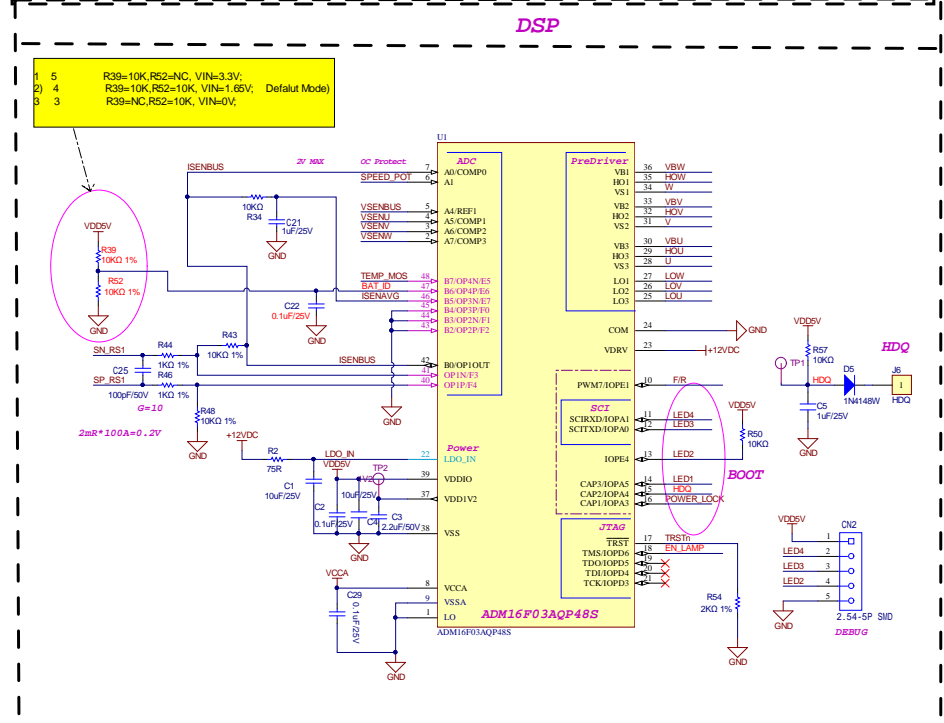 DSP
1 5 R39=10K,R52=NC, VIN=3.3V;
2) 4 R39=10K,R52=10K, VIN=1.65V; Defalut Mode)
3 3 R39=NC,R52=10K, VIN=0V;
U1
ISENBUS
2V MAX
OC Protect
ADC
PreDriver
7 A0/COMP0
SPEED_POT 6 A1
10KΩ
R34
C21
1uF/25V
GND
VSENBUS 5 A4/REF1
VSENU 4 A5/COMP1
VSENV 3 A6/COMP2
VSENW 2 A7/COMP3
VB1 36 VBW
HO1 35 HOW
VS1 34 W
VB2 33 VBV
HO2 32 HOV
VS2 31 V
VB3 30 VBU
HO3 29 HOU
VS3 28 U
LO1 27 LOW
LO2 26 LOV
LO3 25 LOU
VDD5V
R39
10KΩ 1%
R52
10KΩ 1%
GND
TEMP_MOS 48 B7/OP4N/E5
BAT_ID 47 B6/OP4P/E6
ISENAVG 46 B5/OP3N/E7
45 B4/OP3P/F0
44 B3/OP2N/F1
43 B2/OP2P/F2
C22
0.1uF/25V
GND
COM 24 GND
VDRV 23 +12VDC
SN_RS1
R44
1KΩ 1%
R43
10KΩ 1%
C25
100pF/50V
SP_RS1
R46
1KΩ 1%
G=10
R48
10KΩ 1%
GND
2mR*100A=0.2V
ISENBUS 42 B0/OP1OUT
41 OP1N/F3
40 OP1P/F4
GND
PWM7/IOPE1 10 F/R
SCI
SCIRXD/IOPA1 11 LED4
SCITXD/IOPA0 12 LED3
IOPE4 13 LED2
CAP3/IOPA5 14 LED1
CAP2/IOPA4 15 HDQ
CAP1/IOPA3 16 POWER_LOCK
VDD5V
R50
10KΩ
BOOT
VDD5V
R57
10KΩ
TP1
HDQ
C5
1uF/25V
GND
D5
1N4148W
HDQ
J6
1
HDQ
+12VDC
R2
75R
LDO_IN
Power
22 LDO_IN
VDD5V
TP2
V2
39 VDDIO
37 VDD1V2
C1
10uF/25V
C2
0.1uF/25V
10uF/25V
C4
C3
2.2uF/50V
38 VSS
GND
JTAG
TRST 17 TRSTn
TMS/IOPD6 18 EN_LAMP
TDO/IOPD5 19
TDI/IOPD4 20
TCK/IOPD3 21
R54
2KΩ 1%
GND
VDD5V
CN2
1
LED4 2
LED3 3
LED2 4
5
GND
2.54-5P SMD
DEBUG
VCCA
C29
0.1uF/25V
8 VCCA
9 VSSA
1 LO
GND
ADM16F03AQP48S
ADM16F03AQP48S